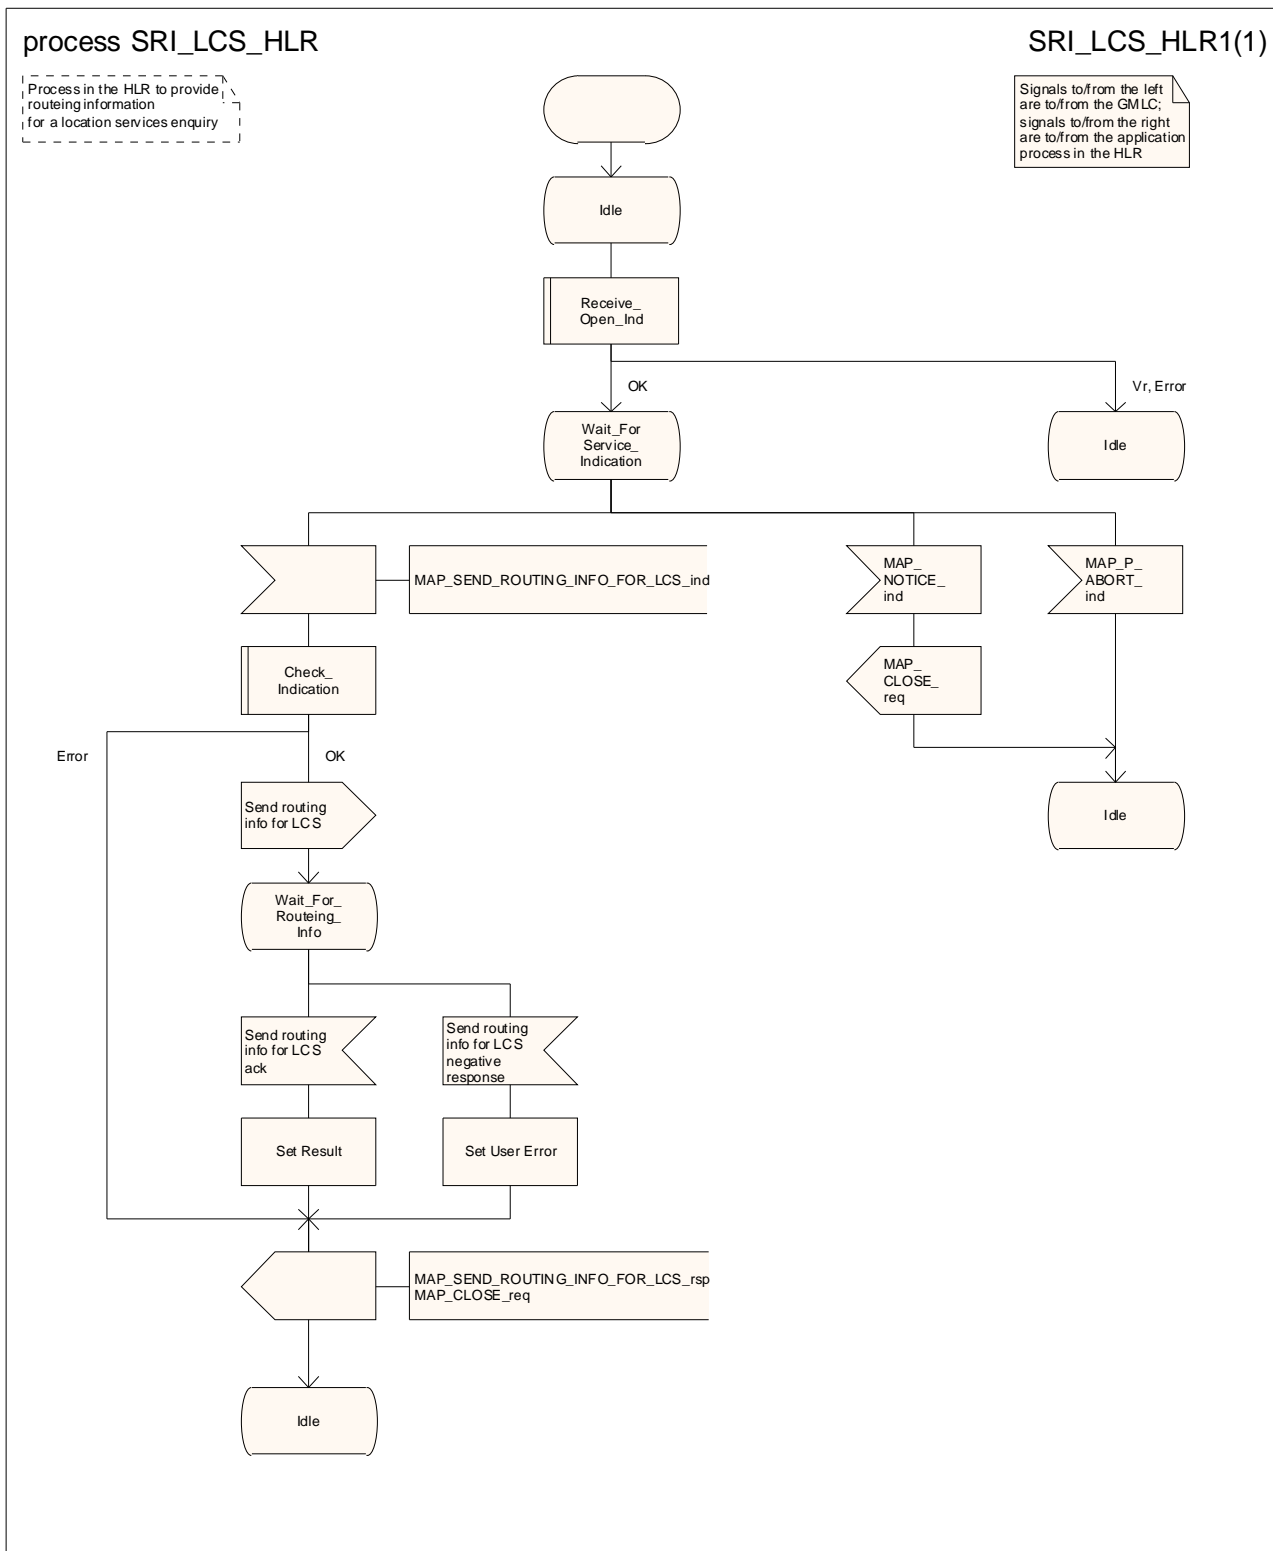 process SRI_LCS_HLR
SRI_LCS_HLR1(1)
Process in the HLR to provide
routeing information
for a location services enquiry
Signals to/from the left
are to/from the GMLC;
signals to/from the right
are to/from the application
process in the HLR
Idle
Receive_
Open_Ind
OK
Vr, Error
Wait_For
Service_
Indication
Idle
MAP_SEND_ROUTING_INFO_FOR_LCS_ind
MAP_
NOTICE_
ind
MAP_P_
ABORT_
ind
Check_
Indication
MAP_
CLOSE_
req
Error
OK
Send routing
info for LCS
Idle
Wait_For_
Routeing_
Info
Send routing
info for LCS
ack
Send routing
info for LCS
negative
response
Set Result
Set User Error
MAP_SEND_ROUTING_INFO_FOR_LCS_rsp
MAP_CLOSE_req
Idle